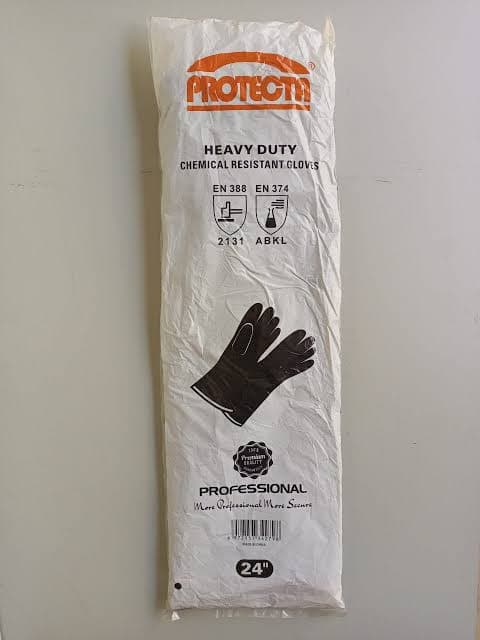 PROTECTA
®
HEAVY DUTY
CHEMICAL RESISTANT GLOVES
EN 388 EN 374
2131 ABKL
Premium
QUALITY
PROFESSIONAL
More Professional More Secure
24"